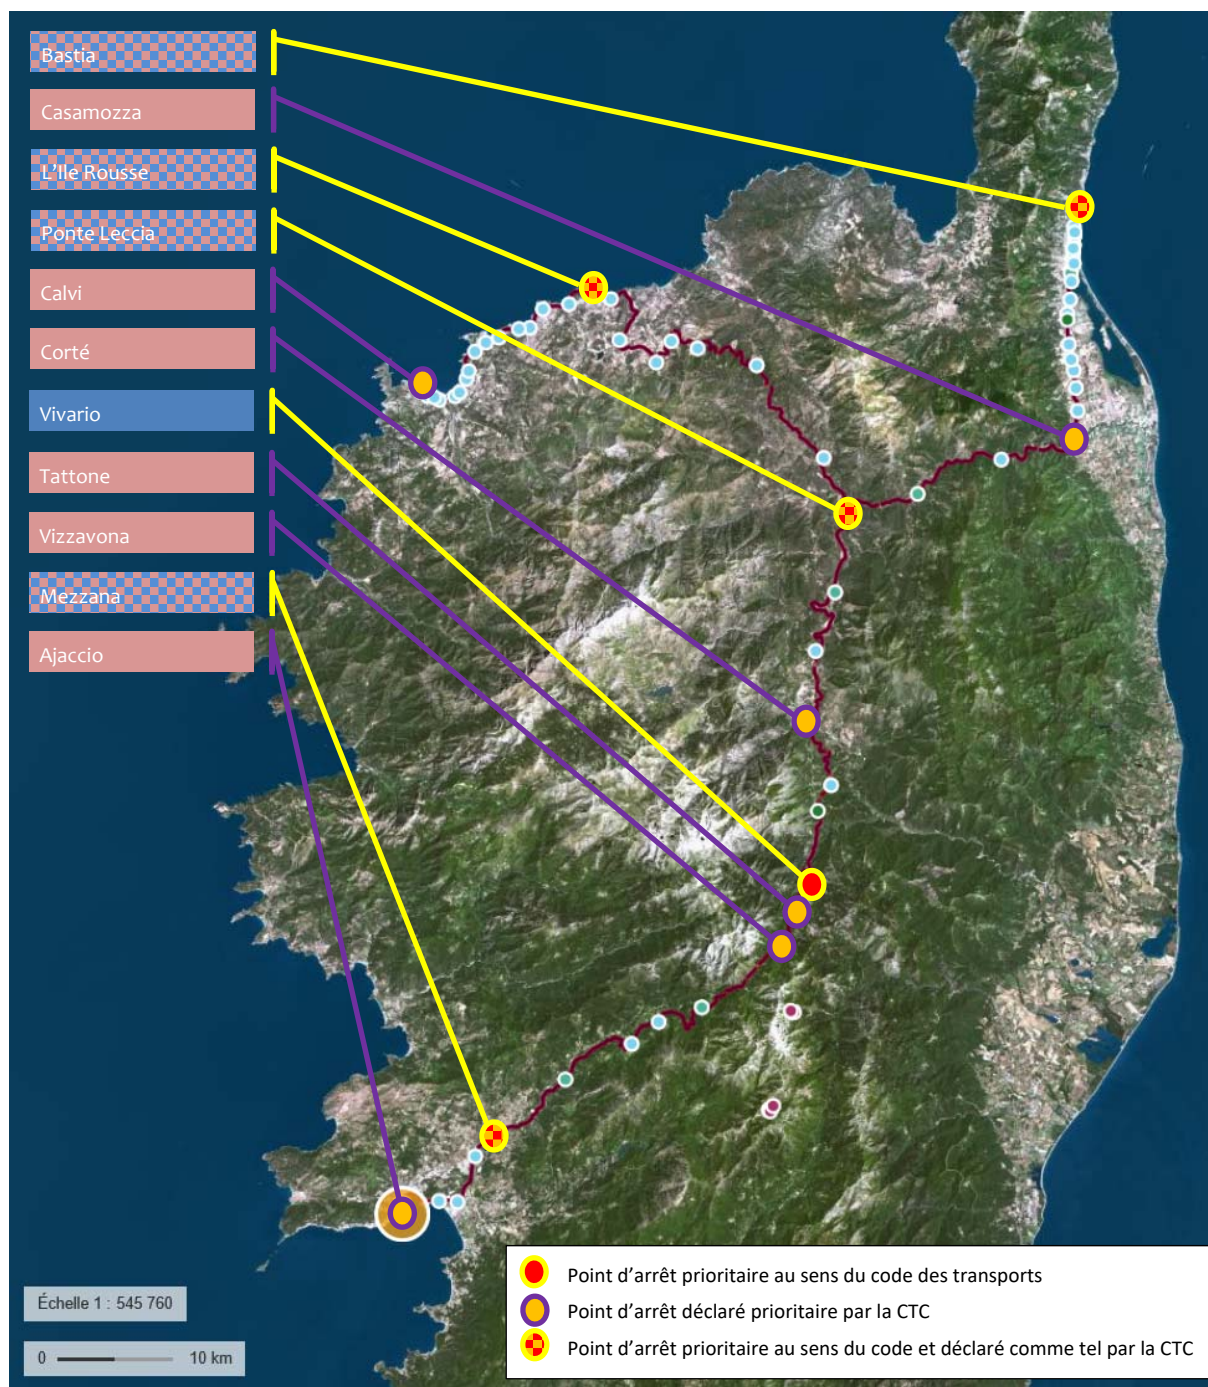 Bastia
Casamozza
L'Ile Rousse
Ponte Leccia
Calvi
Corté
Vivario
Tattone
Vizzavona
Mezzana
Ajaccio
Point d'arrêt prioritaire au sens du code des transports
Point d'arrêt déclaré prioritaire par la CTC
Point d'arrêt prioritaire au sens du code et déclaré comme tel par la CTC
Échelle 1 : 545 760
0 10 km